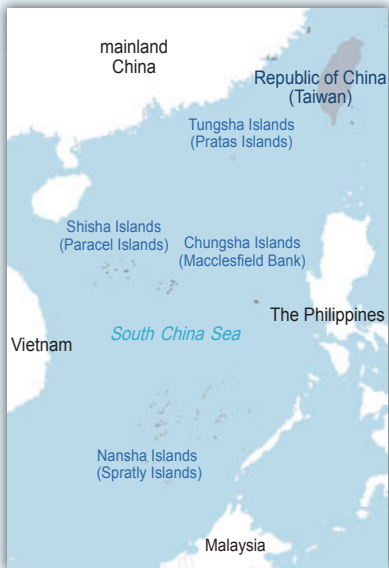 mainland
China
Republic of China
(Taiwan)
Tungsha Islands
(Pratas Islands)
Shisha Islands
(Paracel Islands)
Chungsha Islands
(Macclesfield Bank)
The Philippines
South China Sea
Vietnam
Nansha Islands
(Spratly Islands)
Malaysia